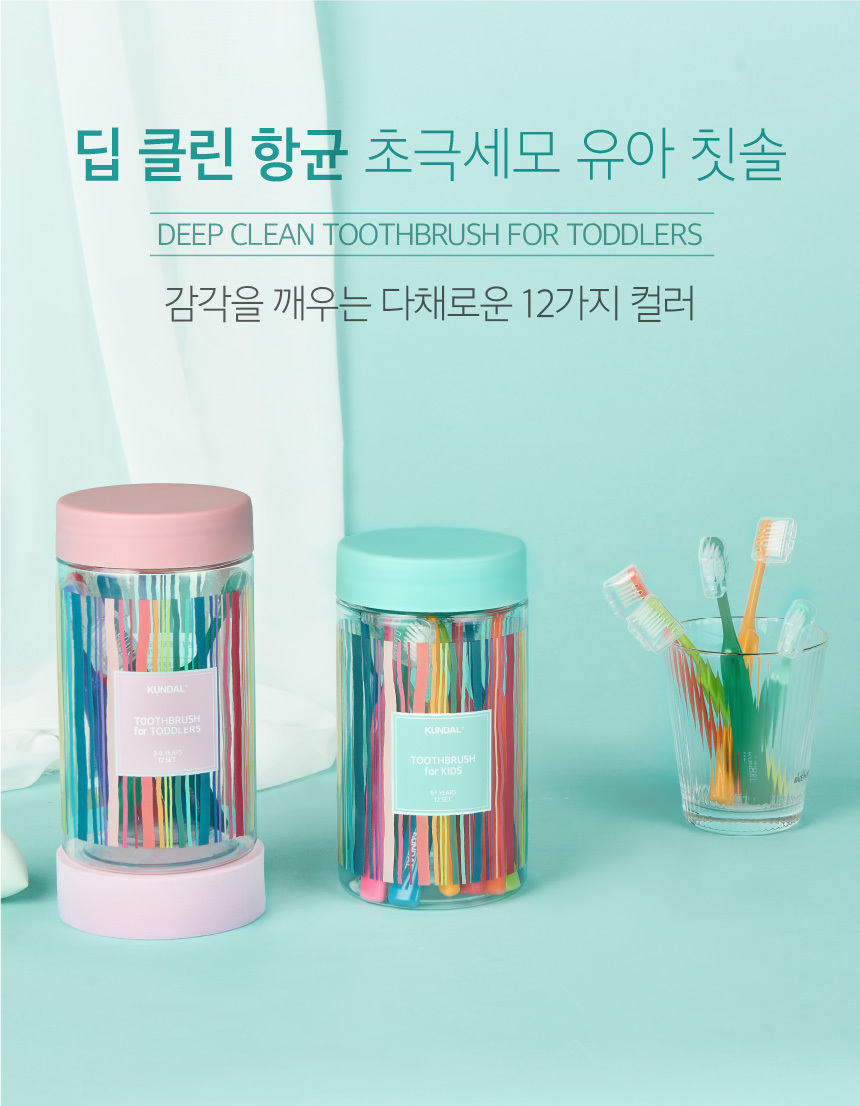 딥 클린 항균 초극세모 유아 칫솔
DEEP CLEAN TOOTHBRUSH FOR TODDLERS
감각을 깨우는 다채로운 12가지 컬러
KUNDAL
TOOTHBRUSH
for TODDLERS
12 SET
KUNDAL
TOOTHBRUSH
for KIDS
6+ YEARS
12 SET